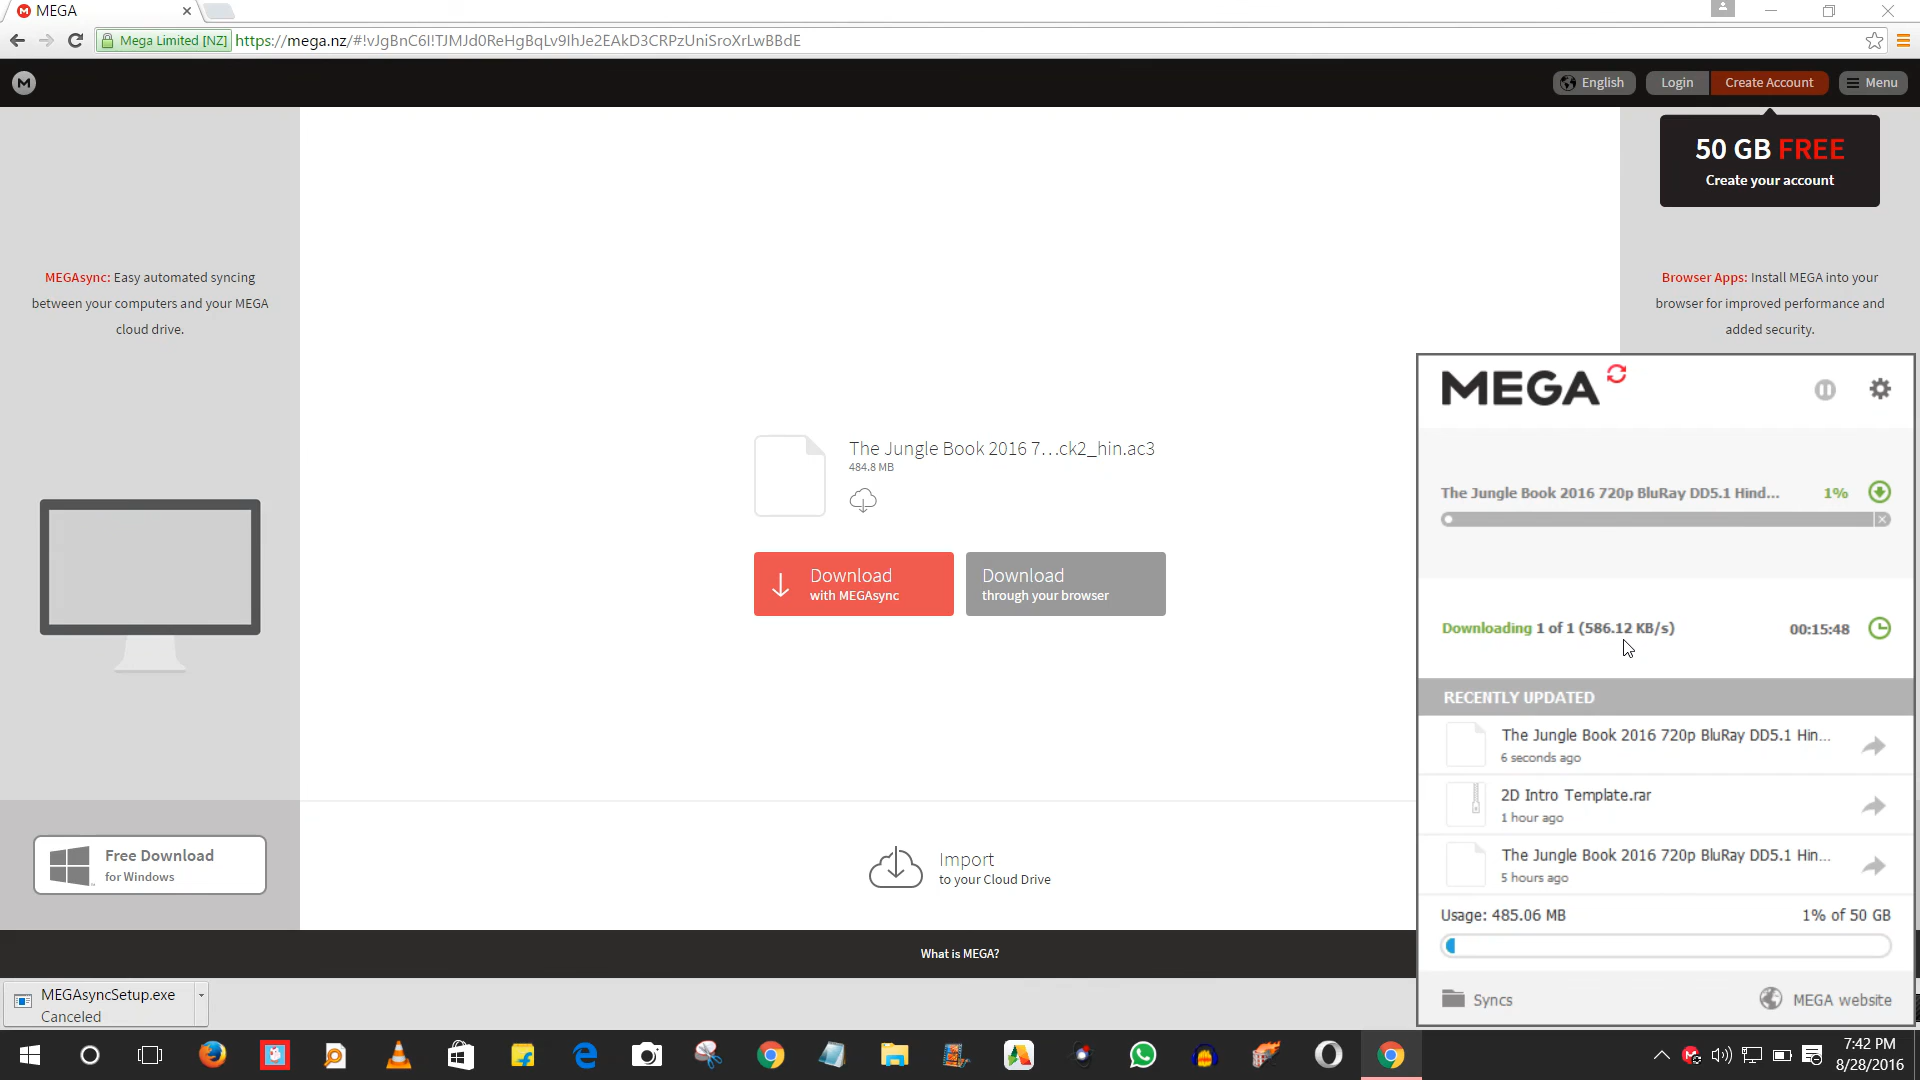 MEGA
Mega Limited [NZ]
https://mega.nz/#!vJgBnC6I!TJMJd0ReHgBqLv9IhJe2EAkD3CRPzUniSroXrLwBBdE
M
English
Login
Create Account
Menu
50 GB FREE
Create your account
MEGAsync: Easy automated syncing
between your computers and your MEGA
cloud drive.
Browser Apps: Install MEGA into your
browser for improved performance and
added security.
The Jungle Book 2016 7...ck2_hin.ac3
484.8 MB
Download
with MEGAsync
Download
through your browser
Free Download
for Windows
Import
to your Cloud Drive
What is MEGA?
MEGA
The Jungle Book 2016 720p BluRay DD5.1 Hind...
1%
Downloading 1 of 1 (586.12 KB/s)
00:15:48
RECENTLY UPDATED
The Jungle Book 2016 720p BluRay DD5.1 Hin...
6 seconds ago
2D Intro Template.rar
1 hour ago
The Jungle Book 2016 720p BluRay DD5.1 Hin...
5 hours ago
Usage: 485.06 MB
1% of 50 GB
Syncs
MEGA website
MEGAsyncSetup.exe
Canceled
7:42 PM
8/28/2016